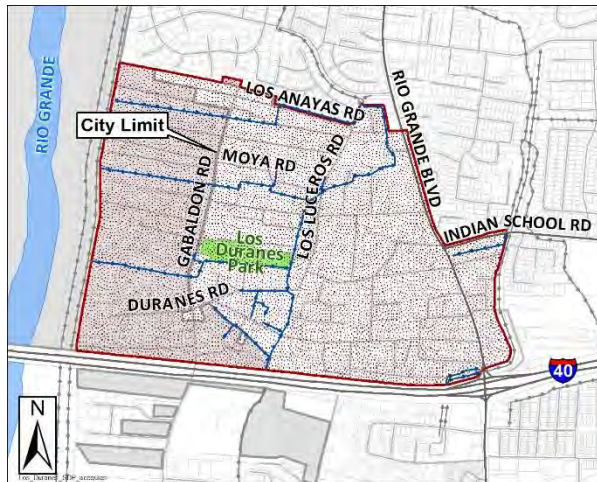 RIO GRANDE
LOS ANAYAS RD
RIO GRANDE BLVD
City Limit
MOYA RD
LOS LUCEROS RD
GABALDON RD
INDIAN SCHOOL RD
Los
Duranes
Park
DURANES RD
40
N